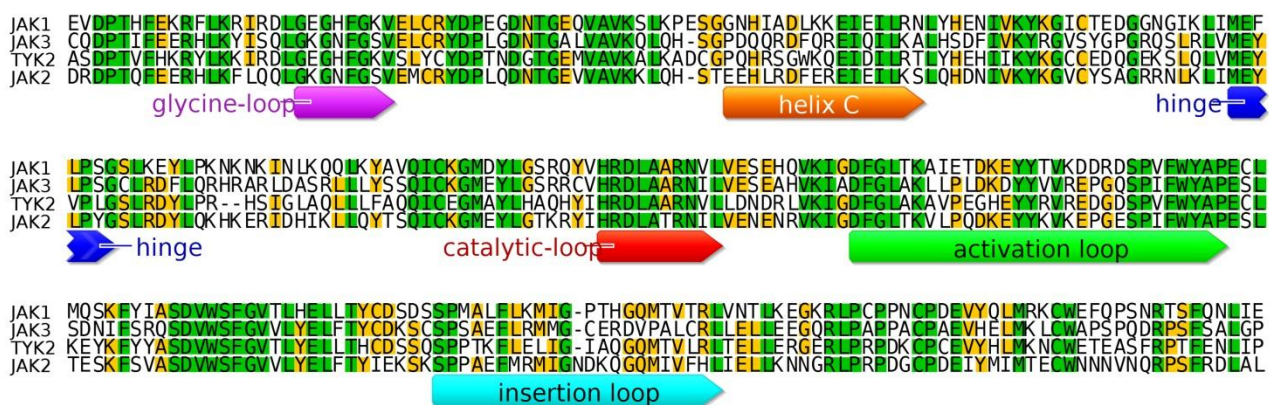 JAK1 EVDPTHFEKRFLKRIRDLGEGHFGKVELCRYDPEGDNTGEQVAVKSLKPESGGNHIADLKKEIEILRNLYHENIVKYKGICTEDGGNGIKLIMEF
JAK3 CQDPTIFEERHLKYISQLGKGNFGSVELCRYDPLGDNTGALVAVKQLQH-SGPDQQRDFQREIQILKALHSDFIVKYRGVSYGPGRQSLRLVMEY
TYK2 ASDPTVFHKRYLKKIRDLGEGHFGKVSLYCYDPTNDGTGEMVAVKALKADCGPQHRSGWKQEIDILRTLYHEHIIKYKGCCEDQGEKSLQLVMEY
JAK2 DRDPTQFEERHLKFLQQLGKGNFGSVEMCRYDPLQDNTGEVVAVKKLQH-STEEHLRDFEREIEILKSLQHDNIVKYKGVCYSAGRRNLKLIMEY
glycine-loop helix C hinge
JAK1 LPSGSLKEYLPKNKNKINLKQQLKYAVQICKGMDYLGSRQYVHRDLAARNVLVESEHQVKIGDFGLTKAIETDKEYYTVKDDRDSPVFWYAPECL
JAK3 LPSGCLRDFLQRHRARLDASRLLLYSSQICKGMEYLGSRRCVHRDLAARNILVESEAHVKIADFGLAKLLPLDKDYYVVREPGQSPIFWYAPESL
TYK2 VPLGSLRDYLPR--HSIGLAQLLLFAQQICEGMAYLHAQHYIHRDLAARNVLLDNDRLVKIGDFGLAKAVPEGHEYYRVREDGDSPVFWYAPECL
JAK2 LPYGSLRDYLQKHKERIDHIKLLQYTSQICKGMEYLGTKRYIHRDLATRNILVENENRVKIGDFGLTKVLPQDKEYYKVKEPGESPIFWYAPESL
hinge catalytic-loop activation loop
JAK1 MQSKFYIASDVWSFGVTLHELLTYCDSDSSPMALFLKMIG-PTHGQMTVTRLVNTLKEGKRLPCPPNCPDEVYQLMRKCWEFQPSNRTSFQNLIE
JAK3 SDNIFSRQSDVWSFGVVLYELFTYCDKSCSPSAEFLRMMG-CERDVPALCRLLELLEEGQRLPAPPACPAEVHELMKLCWAPSPQDRPSFSALGP
TYK2 KEYKFYYASDVWSFGVTLYELLTHCDSSQSPPTKFLELIG-IAQGQMTVLRLTELLERGERLPRPDKCPCEVYHLMKNCWETEASFRPTFENLIP
JAK2 TESKFSVASDVWSFGVVLYELFTYIEKSKSPPAEFMRMIGNDKQGQMIVFHLIELLKNNGRLPRPDGCPDEIYMIMTECWNNNVNQRPSFRDLAL
insertion loop